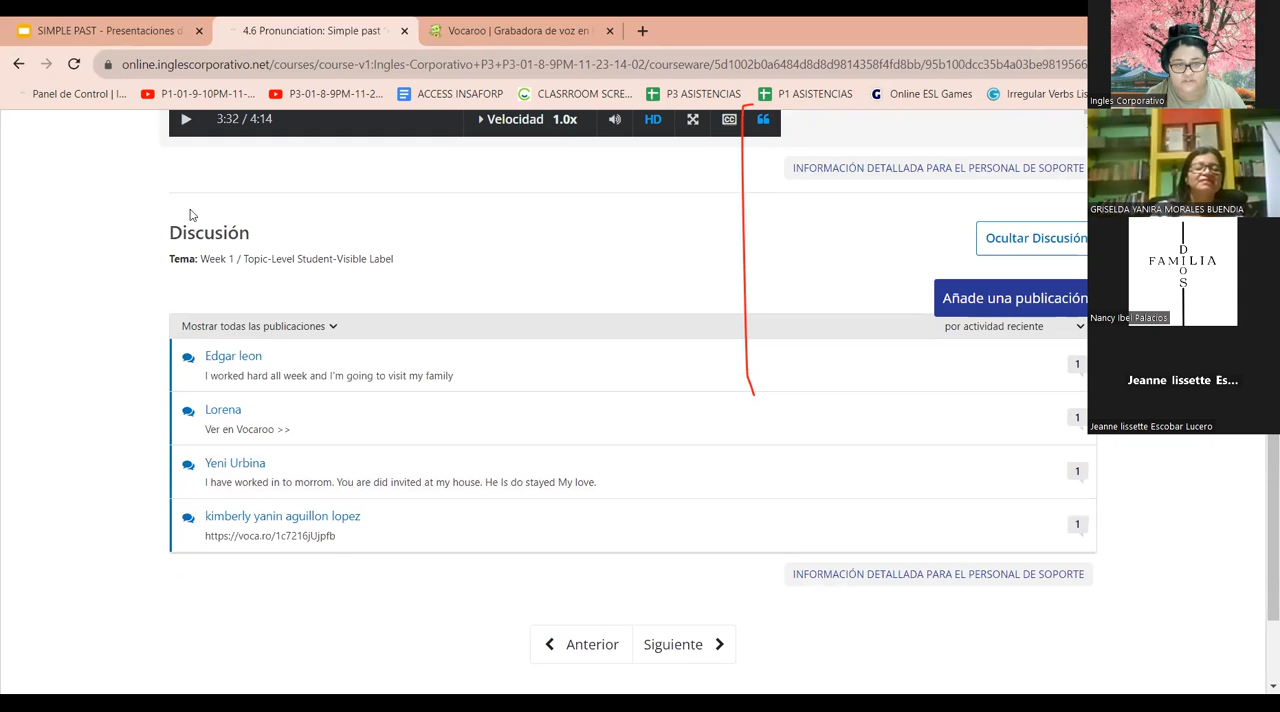 SIMPLE PAST - Presentaciones d
4.6 Pronunciation: Simple past
Vocaroo | Grabadora de voz en
online.inglescorporativo.net/courses/course-v1:Ingles-Corporativo+P3+P3-01-8-9PM-11-23-14-02/courseware/5d1002b0a6484d8d8d9814358f4fd8bb/95b100dcc35b4a03be9819566
Panel de Control | I...
P1-01-9-10PM-11-...
P3-01-8-9PM-11-2...
ACCESS INSAFORP
CLASRROOM SCRE...
P3 ASISTENCIAS
P1 ASISTENCIAS
Online ESL Games
Irregular Verbs Lis
3:32 / 4:14
Velocidad 1.0x
HD
CC
INFORMACIÓN DETALLADA PARA EL PERSONAL DE SOPORTE
Discusión
Tema: Week 1 / Topic-Level Student-Visible Label
Ocultar Discusión
Añade una publicación
Mostrar todas las publicaciones
por actividad reciente
Edgar leon
I worked hard all week and I'm going to visit my family
1
Lorena
Ver en Vocaroo >>
1
Yeni Urbina
I have worked in to morrom. You are did invited at my house. He Is do stayed My love.
1
kimberly yanin aguillon lopez
https://voca.ro/1c7216jUjpfb
1
INFORMACIÓN DETALLADA PARA EL PERSONAL DE SOPORTE
Anterior
Siguiente
Ingles Corporativo
GRISELDA YANIRA MORALES BUENDIA
FAMILIA
DIOS
Nancy Ibel Palacios
Jeanne lissette Es...
Jeanne lissette Escobar Lucero